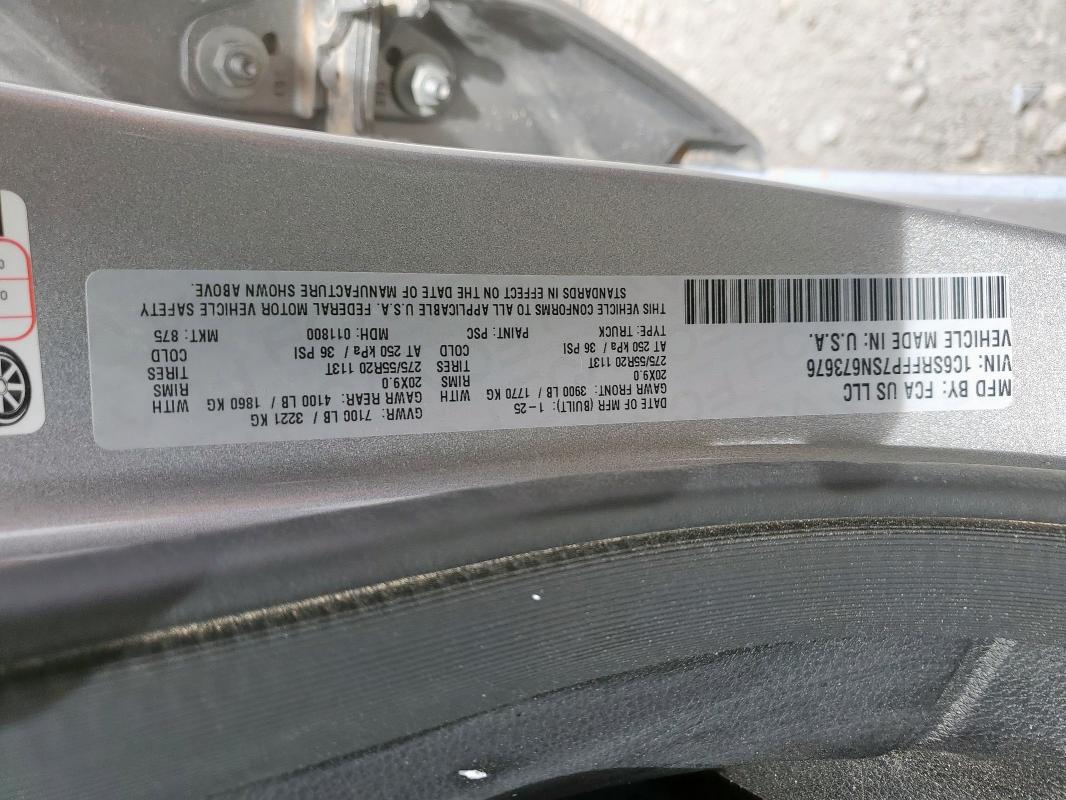 MFD BY: FCA US LLC
VIN: 1C6SRFFP7SN673676
VEHICLE MADE IN: U.S.A.
DATE OF MFR (BUILT): 1-25 GVWR: 7100 LB / 3221 KG
GAWR FRONT: 3900 LB / 1770 KG WITH GAWR REAR: 4100 LB / 1860 KG WITH
20X9.0 RIMS 20X9.0 RIMS
275/55R20 113T TIRES 275/55R20 113T TIRES
AT 250 kPa / 36 PSI COLD AT 250 kPa / 36 PSI COLD
TYPE: TRUCK PAINT: PSC MDH: 011800 MKT: 875
THIS VEHICLE CONFORMS TO ALL APPLICABLE U.S.A. FEDERAL MOTOR VEHICLE SAFETY
STANDARDS IN EFFECT ON THE DATE OF MANUFACTURE SHOWN ABOVE.